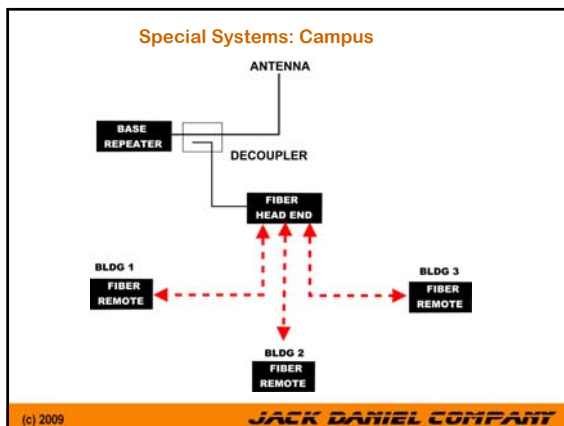 Special Systems: Campus
ANTENNA
BASE
REPEATER
DECOUPLER
FIBER
HEAD END
BLDG 1
FIBER
REMOTE
BLDG 3
FIBER
REMOTE
BLDG 2
FIBER
REMOTE
(c) 2009
JACK DANIEL COMPANY